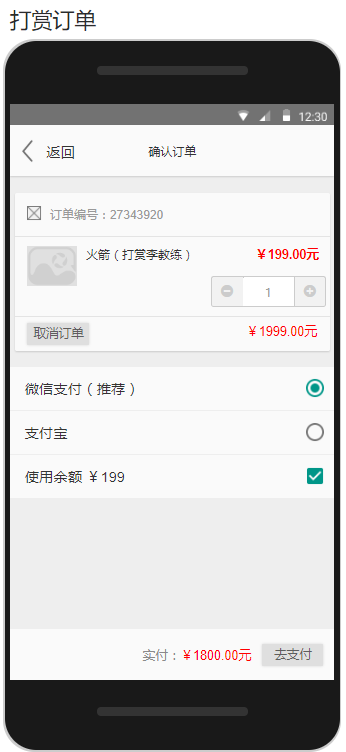 打赏订单
12:30
返回
确认订单
订单编号：27343920
火箭（打赏李教练）
￥199.00元
1
取消订单
￥1999.00元
微信支付（推荐）
支付宝
使用余额 ￥199
实付：￥1800.00元
去支付